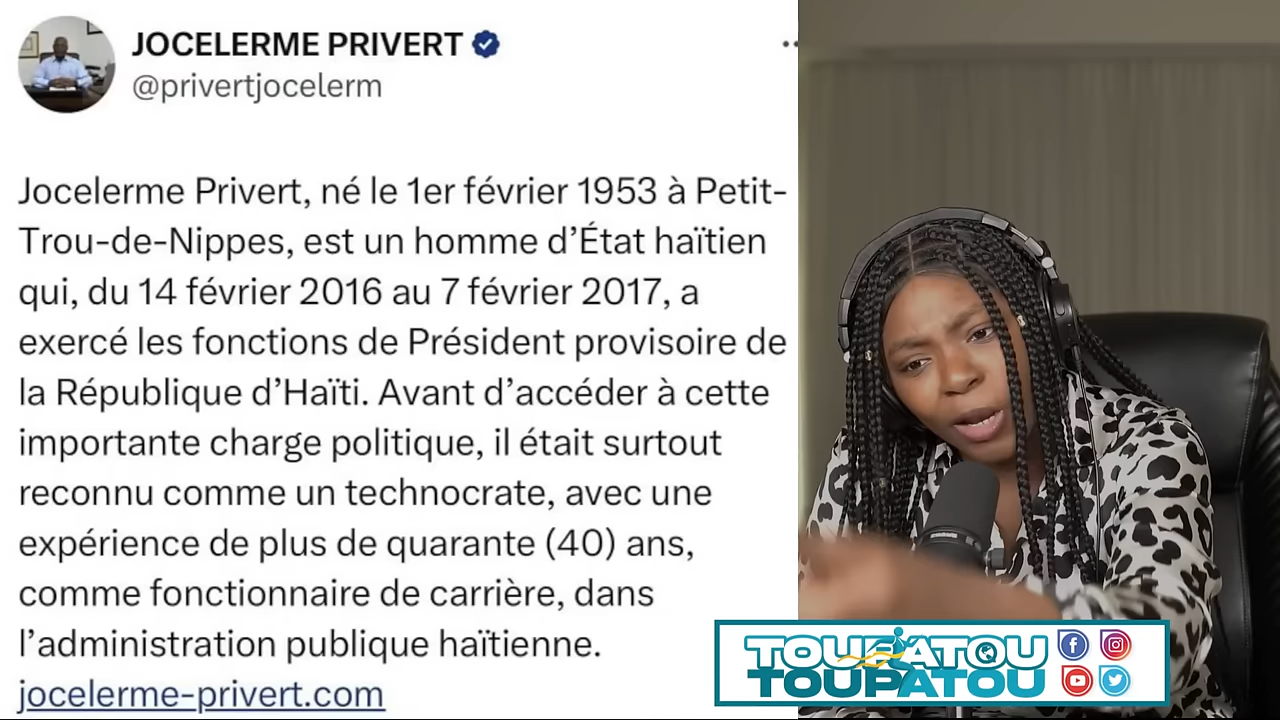 JOCELERME PRIVERT
@privertjocelerm
Jocelerme Privert, né le 1er février 1953 à Petit-
Trou-de-Nippes, est un homme d’État haïtien
qui, du 14 février 2016 au 7 février 2017, a
exercé les fonctions de Président provisoire de
la République d’Haïti. Avant d’accéder à cette
importante charge politique, il était surtout
reconnu comme un technocrate, avec une
expérience de plus de quarante (40) ans,
comme fonctionnaire de carrière, dans
l’administration publique haïtienne.
jocelerme-privert.com
TOUPATOU
TOUPATOU